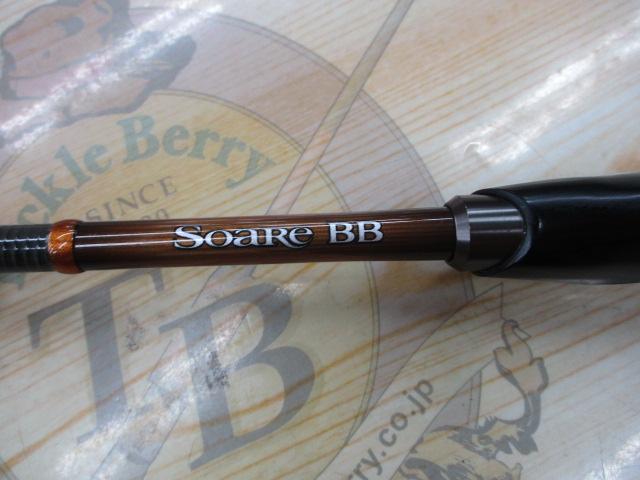 ckle Berry
SINCE
Soare BB
TB
rry.co.jp